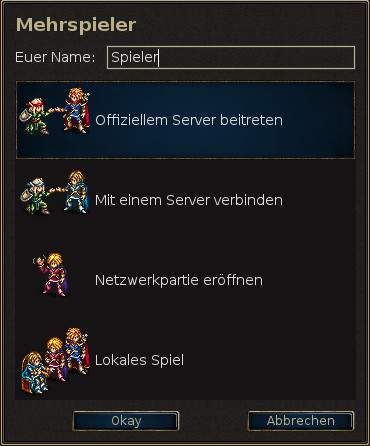 Mehrspieler
Euer Name: Spieler
Offiziellem Server beitreten
Mit einem Server verbinden
Netzwerkpartie eröffnen
Lokales Spiel
Okay Abbrechen